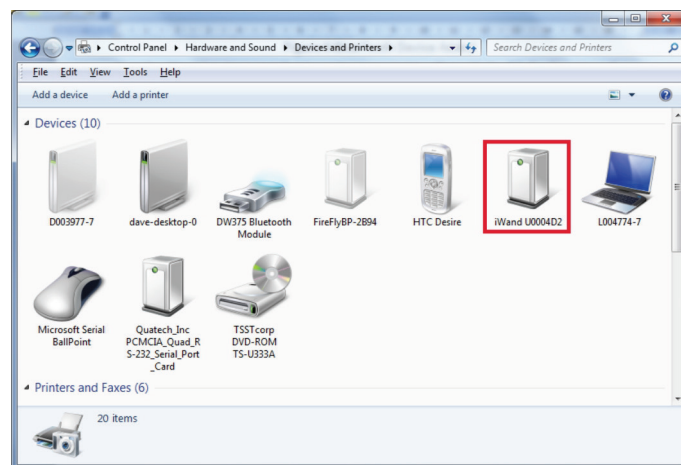 Control Panel ▸ Hardware and Sound ▸ Devices and Printers ▸
Search Devices and Printers
File Edit View Tools Help
Add a device Add a printer
Devices (10)
D003977-7
dave-desktop-0
DW375 Bluetooth
Module
FireFlyBP-2B94
HTC Desire
iWand U0004D2
L004774-7
Microsoft Serial
BallPoint
Quatech_Inc
PCMCIA_Quad_R
S-232_Serial_Port
_Card
TSSTcorp
DVD-ROM
TS-U333A
Printers and Faxes (6)
20 items